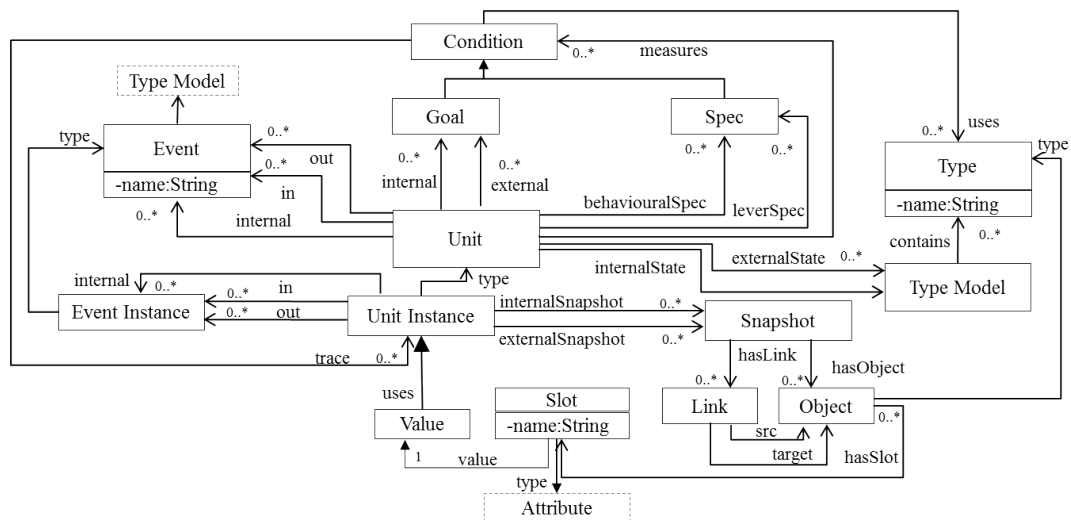 Condition
0..*
measures
Type Model
Goal
Spec
type
0..*
uses
0..*
type
Event
-name:String
out
0..*
in
0..*
internal
0..*
internal
0..*
external
0..*
0..*
behaviouralSpec
leverSpec
Type
-name:String
Unit
contains
0..*
internalState
externalState
0..*
Type Model
type
internal
0..*
in
0..*
out
0..*
Event Instance
Unit Instance
internalSnapshot
0..*
externalSnapshot
0..*
Snapshot
trace
0..*
hasLink
0..*
hasObject
0..*
uses
Slot
-name:String
Link
Object
0..*
Value
src
target
hasSlot
1
value
type
Attribute